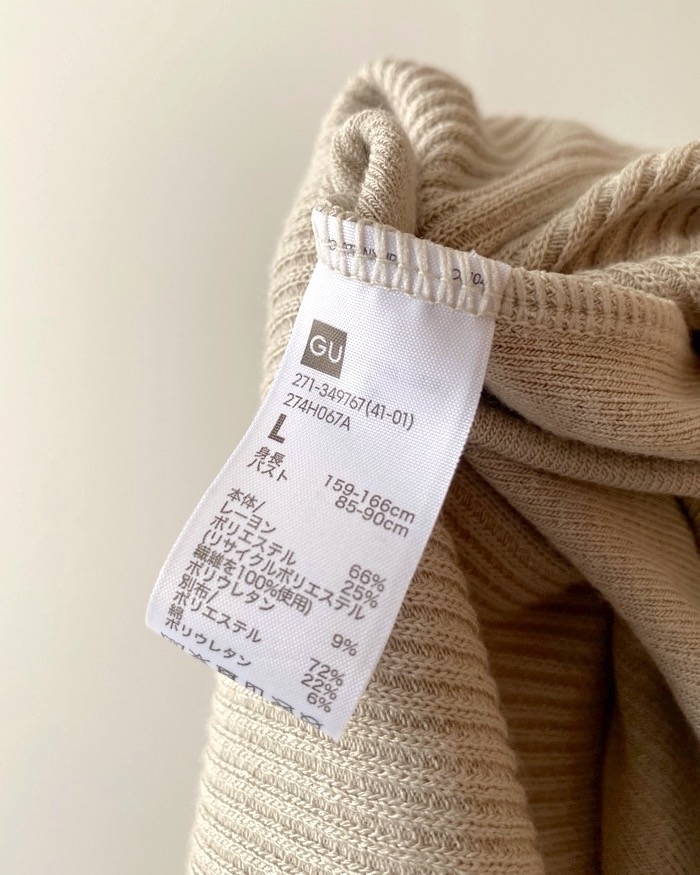 GU
271-349767(41-01)
274H067A
L
身長 159-166cm
バスト 85-90cm
本体/
レーヨン 66%
ポリエステル 25%
(リサイクルポリエステル
繊維を100%使用)
ポリウレタン 9%
別布/
ポリエステル 72%
綿 22%
ポリウレタン 6%